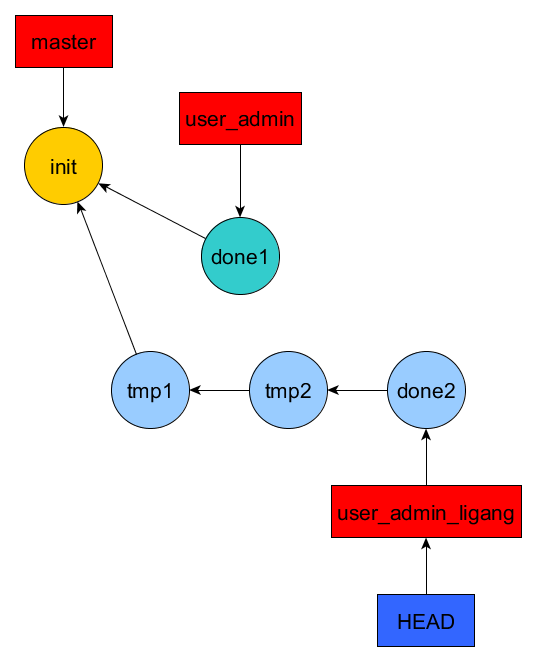 master
user_admin
init
done1
tmp1
tmp2
done2
user_admin_ligang
HEAD